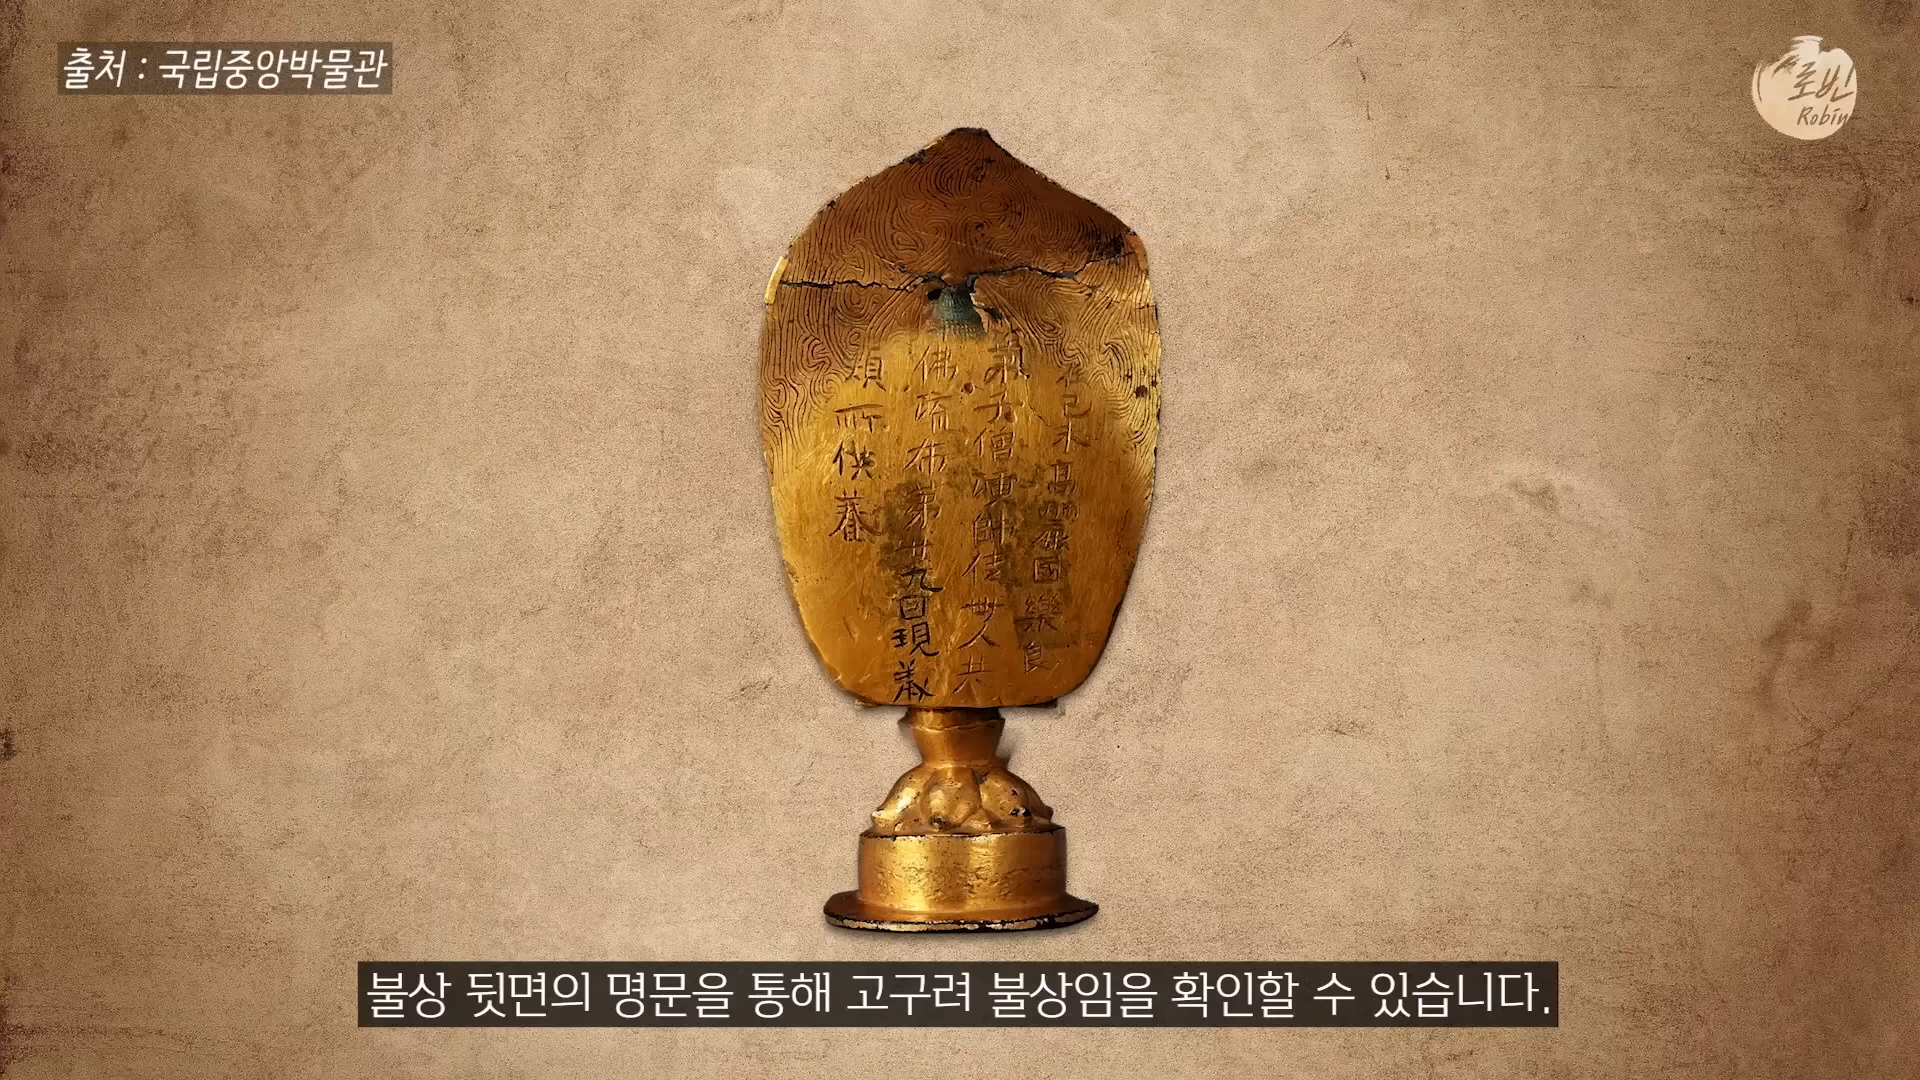 출처 : 국립중앙박물관
로빈
Robin
在己未高麗國樂良
弟子僧演師徒卌人共
佛流布第廿九回現
所供養
불상 뒷면의 명문을 통해 고구려 불상임을 확인할 수 있습니다.